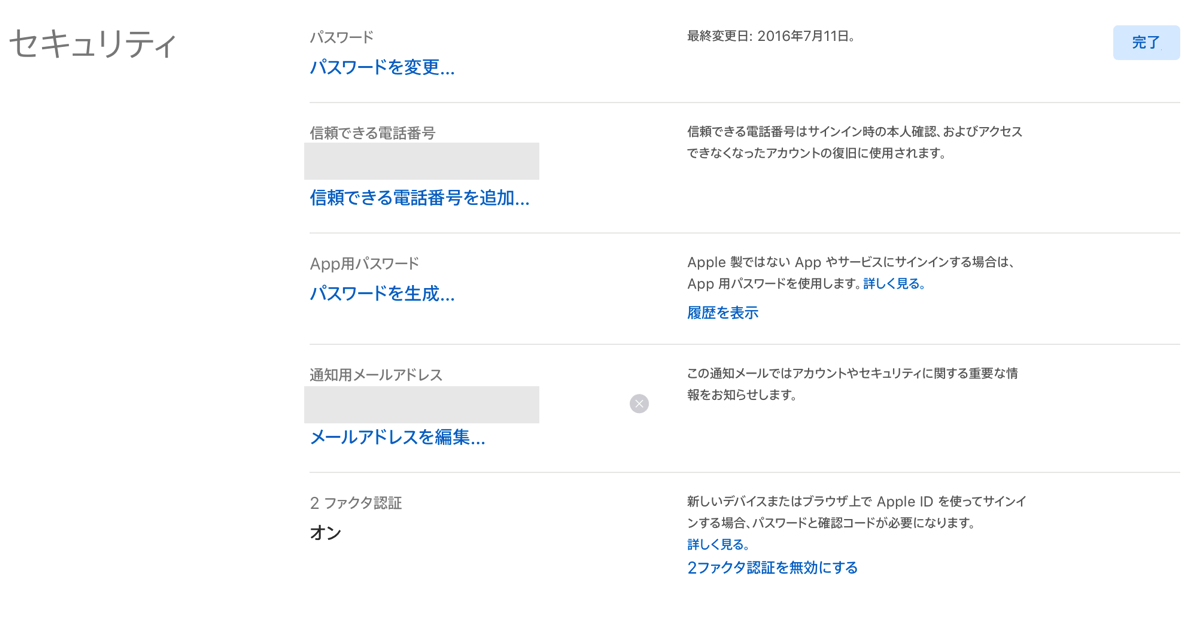 セキュリティ
パスワード
パスワードを変更...
最終変更日: 2016年7月11日。
完了
信頼できる電話番号
信頼できる電話番号を追加...
信頼できる電話番号はサインイン時の本人確認、およびアクセス
できなくなったアカウントの復旧に使用されます。
App用パスワード
パスワードを生成...
Apple 製ではない App やサービスにサインインする場合は、
App 用パスワードを使用します。詳しく見る。
履歴を表示
通知用メールアドレス
メールアドレスを編集...
この通知メールではアカウントやセキュリティに関する重要な情
報をお知らせします。
2 ファクタ認証
オン
新しいデバイスまたはブラウザ上で Apple ID を使ってサインイ
ンする場合、パスワードと確認コードが必要になります。
詳しく見る。
2ファクタ認証を無効にする